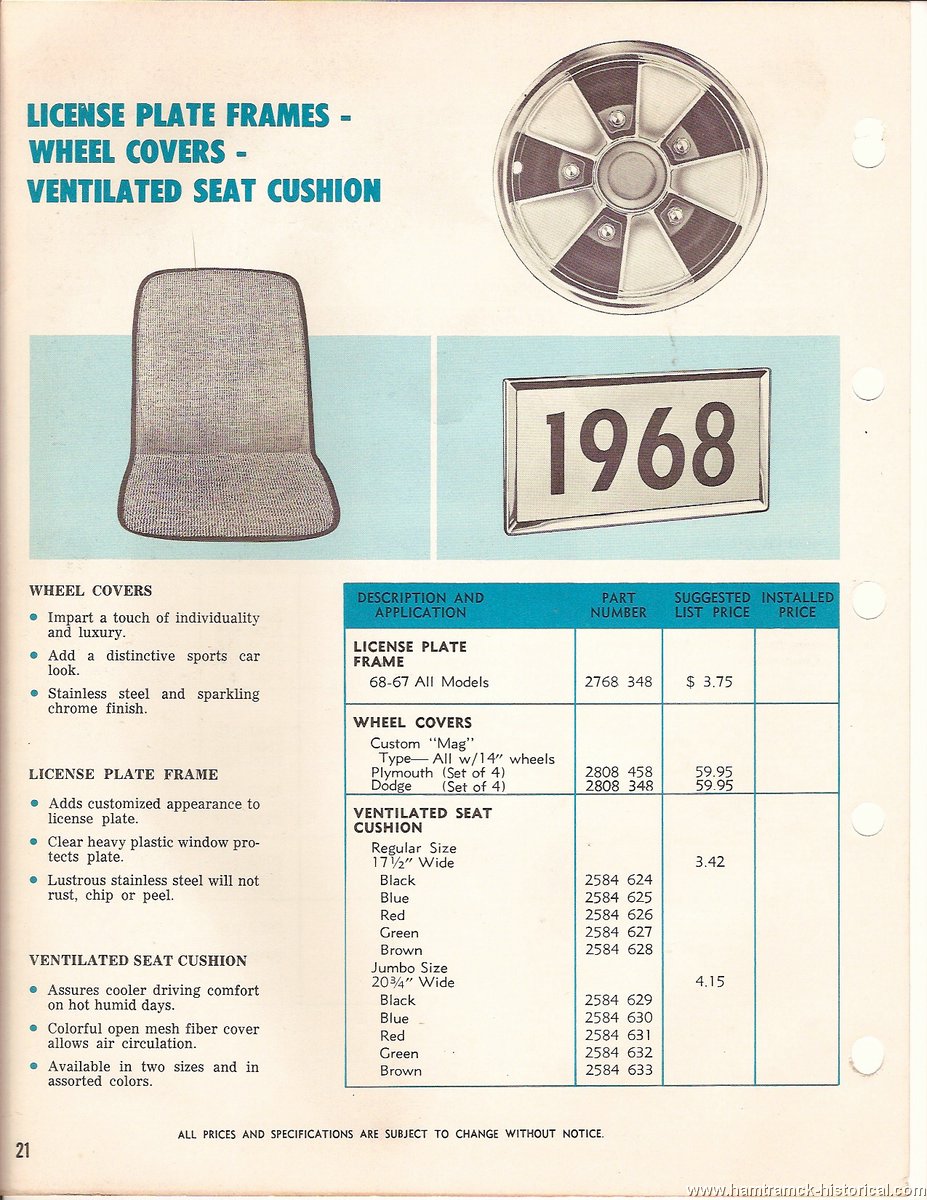 LICENSE PLATE FRAMES -
WHEEL COVERS -
VENTILATED SEAT CUSHION
1968
WHEEL COVERS
• Impart a touch of individuality
and luxury.
• Add a distinctive sports car
look.
• Stainless steel and sparkling
chrome finish.
LICENSE PLATE FRAME
• Adds customized appearance to
license plate.
• Clear heavy plastic window pro-
tects plate.
• Lustrous stainless steel will not
rust, chip or peel.
VENTILATED SEAT CUSHION
• Assures cooler driving comfort
on hot humid days.
• Colorful open mesh fiber cover
allows air circulation.
• Available in two sizes and in
assorted colors.
DESCRIPTION AND APPLICATION PART NUMBER SUGGESTED LIST PRICE INSTALLED PRICE
LICENSE PLATE
FRAME
68-67 All Models 2768 348 $ 3.75
WHEEL COVERS
Custom "Mag"
Type— All w/14" wheels
Plymouth (Set of 4) 2808 458 59.95
Dodge (Set of 4) 2808 348 59.95
VENTILATED SEAT
CUSHION
Regular Size
17½" Wide 3.42
Black 2584 624
Blue 2584 625
Red 2584 626
Green 2584 627
Brown 2584 628
Jumbo Size
20¾" Wide 4.15
Black 2584 629
Blue 2584 630
Red 2584 631
Green 2584 632
Brown 2584 633
ALL PRICES AND SPECIFICATIONS ARE SUBJECT TO CHANGE WITHOUT NOTICE.
21
www.hamtramck-historical.com